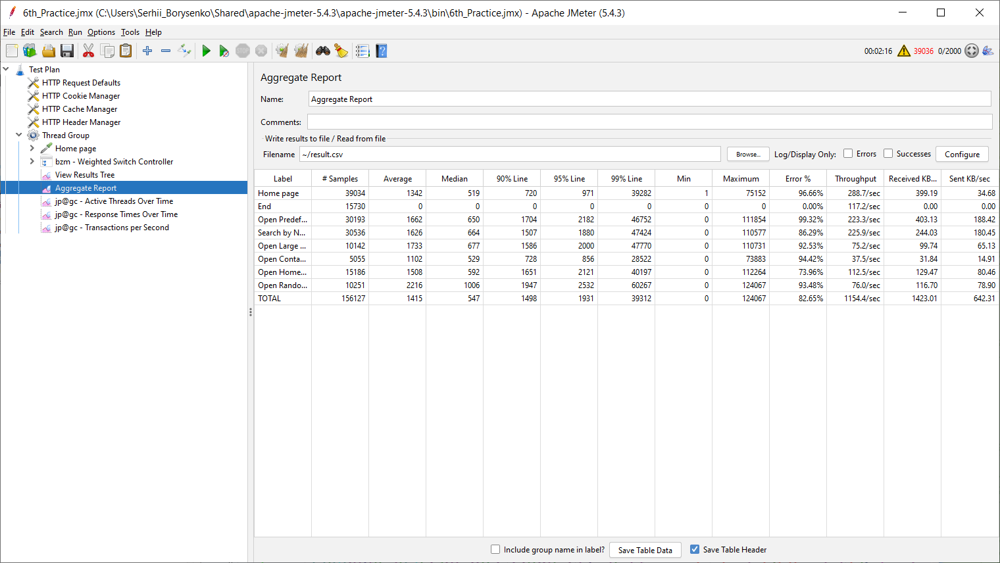 6th_Practice.jmx (C:\Users\Serhii_Borysenko\Shared\apache-jmeter-5.4.3\apache-jmeter-5.4.3\bin\6th_Practice.jmx) - Apache JMeter (5.4.3)
File Edit Search Run Options Tools Help
STOP 00:02:16 39036 0/2000
Test Plan
HTTP Request Defaults
HTTP Cookie Manager
HTTP Cache Manager
HTTP Header Manager
Thread Group
Home page
bzm - Weighted Switch Controller
View Results Tree
Aggregate Report
jp@gc - Active Threads Over Time
jp@gc - Response Times Over Time
jp@gc - Transactions per Second
Aggregate Report
Name: Aggregate Report
Comments:
Write results to file / Read from file
Filename ~/result.csv Browse... Log/Display Only: Errors Successes Configure
Label # Samples Average Median 90% Line 95% Line 99% Line Min Maximum Error % Throughput Received KB... Sent KB/sec
Home page 39034 1342 519 720 971 39282 1 75152 96.66% 288.7/sec 399.19 34.68
End 15730 0 0 0 0 0 0 0 0.00% 117.2/sec 0.00 0.00
Open Predef... 30193 1662 650 1704 2182 46752 0 111854 99.32% 223.3/sec 403.13 188.42
Search by N... 30536 1626 664 1507 1880 47424 0 110577 86.29% 225.9/sec 244.03 180.45
Open Large ... 10142 1733 677 1586 2000 47770 0 110731 92.53% 75.2/sec 99.74 65.13
Open Conta... 5055 1102 529 728 856 28522 0 73883 94.42% 37.5/sec 31.84 14.91
Open Home... 15186 1508 592 1651 2121 40197 0 112264 73.96% 112.5/sec 129.47 80.46
Open Rando... 10251 2216 1006 1947 2532 60267 0 124067 93.48% 76.0/sec 116.70 78.90
TOTAL 156127 1415 547 1498 1931 39312 0 124067 82.65% 1154.4/sec 1423.01 642.31
Include group name in label? Save Table Data Save Table Header